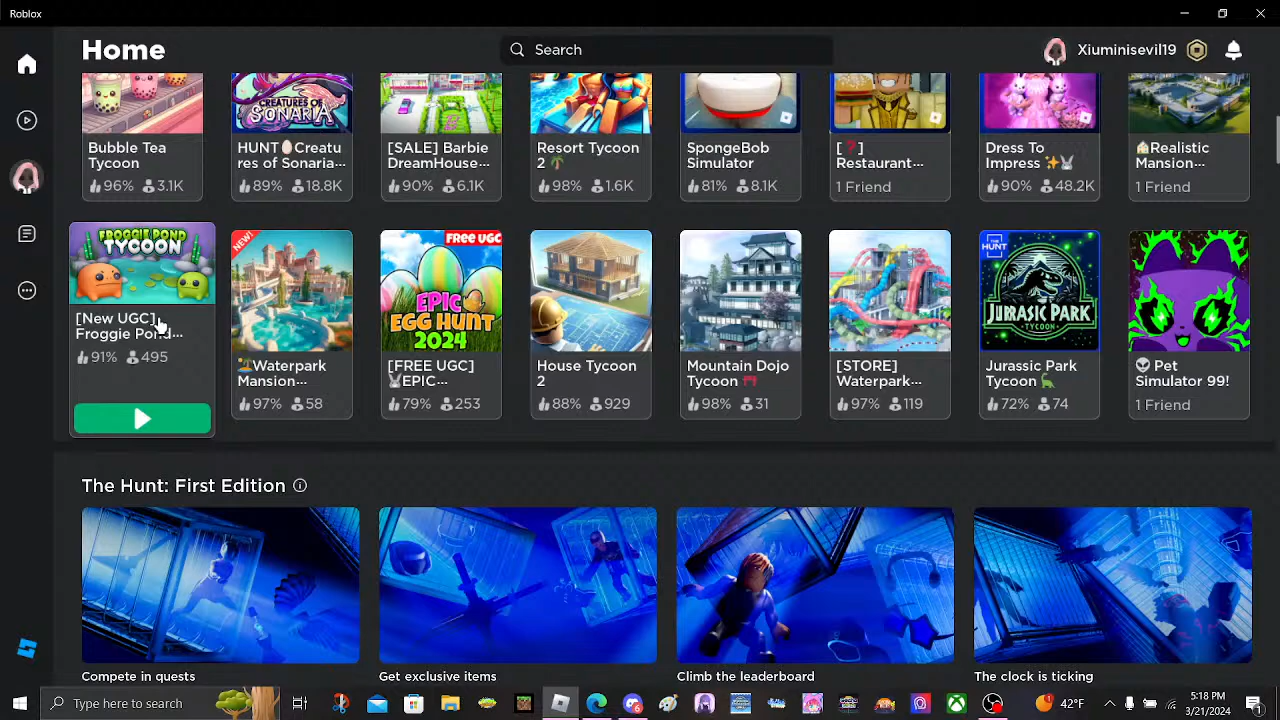 Roblox
Home
Search
Xiuminisevil19
CREATURES OF
SONARIA
Bubble Tea
Tycoon
96% 3.1K
HUNT Creatu
res of Sonaria...
89% 18.8K
[SALE] Barbie
DreamHouse...
90% 6.1K
Resort Tycoon
2
98% 1.6K
SpongeBob
Simulator
81% 8.1K
[❓]
Restaurant...
1 Friend
Dress To
Impress ✨
90% 48.2K
Realistic
Mansion...
1 Friend
FROGGIE POND
TYCOON
[New UGC]
Froggie Pond...
91% 495
NEW!
Waterpark
Mansion...
97% 58
FREE UGC
EPIC
EGG HUNT
2024
[FREE UGC]
EPIC...
79% 253
House Tycoon
2
88% 929
Mountain Dojo
Tycoon
98% 31
[STORE]
Waterpark...
97% 119
THE
HUNT
JURASSIC PARK
TYCOON
Jurassic Park
Tycoon
72% 74
Pet
Simulator 99!
1 Friend
The Hunt: First Edition
Compete in quests
Get exclusive items
Climb the leaderboard
The clock is ticking
Type here to search
42°F
5:18 PM
3/21/2024